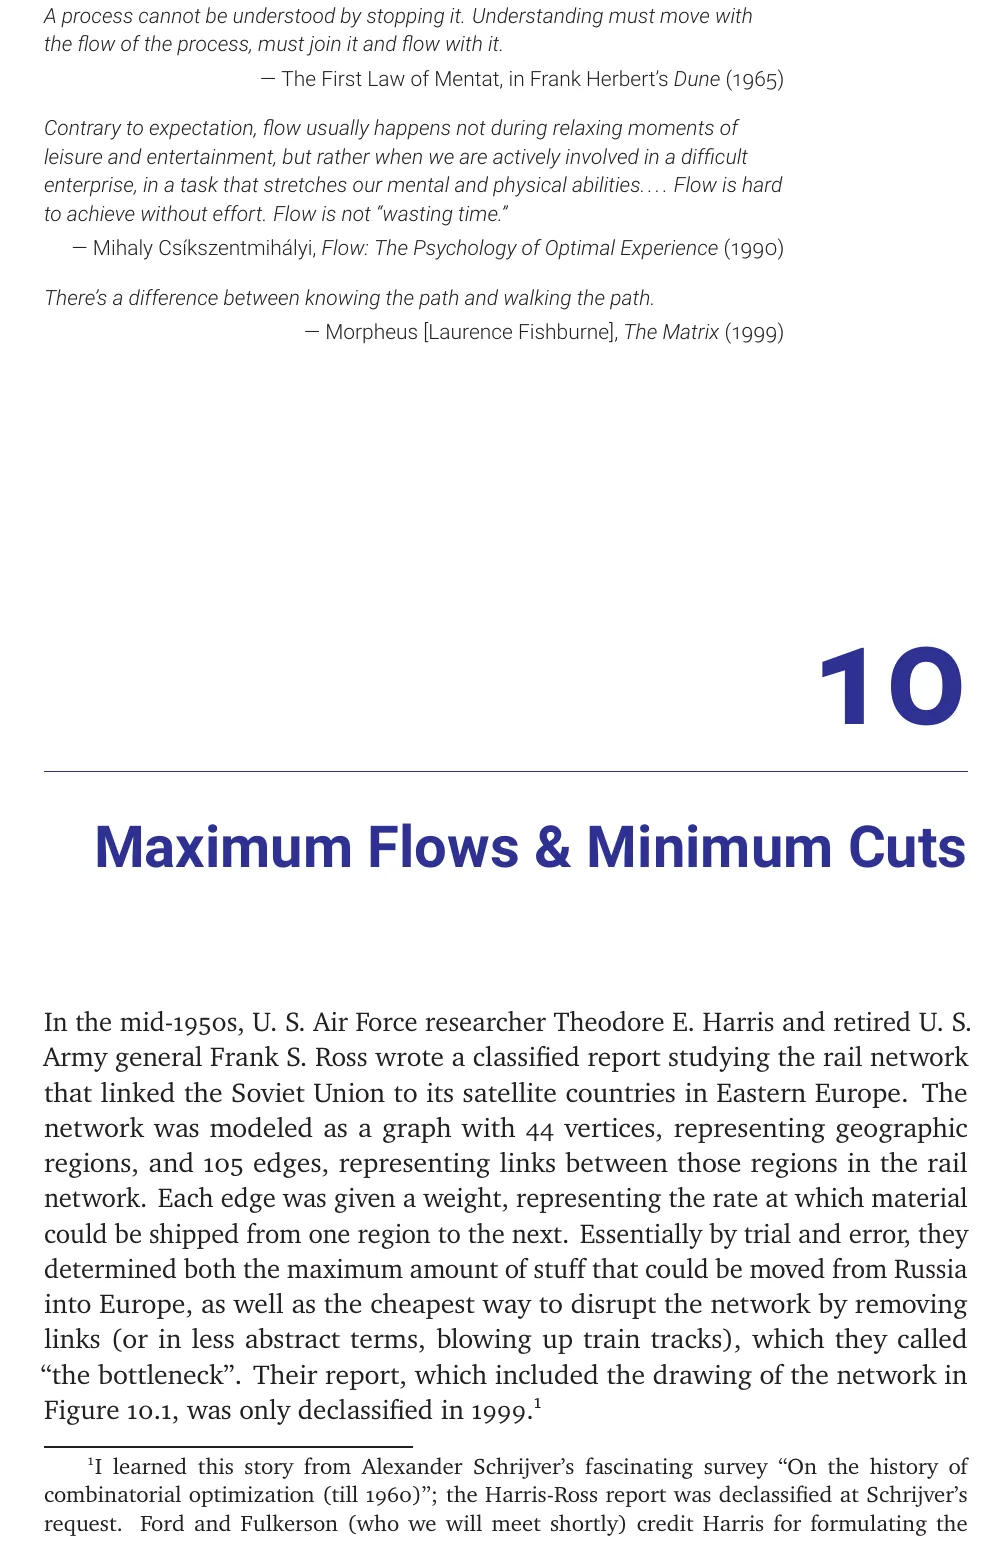 A process cannot be understood by stopping it. Understanding must move with
the flow of the process, must join it and flow with it.
— The First Law of Mentat, in Frank Herbert’s Dune (1965)
Contrary to expectation, flow usually happens not during relaxing moments of
leisure and entertainment, but rather when we are actively involved in a difficult
enterprise, in a task that stretches our mental and physical abilities.... Flow is hard
to achieve without effort. Flow is not “wasting time.”
— Mihaly Csíkszentmihályi, Flow: The Psychology of Optimal Experience (1990)
There’s a difference between knowing the path and walking the path.
— Morpheus [Laurence Fishburne], The Matrix (1999)
10
Maximum Flows & Minimum Cuts
In the mid-1950s, U. S. Air Force researcher Theodore E. Harris and retired U. S.
Army general Frank S. Ross wrote a classified report studying the rail network
that linked the Soviet Union to its satellite countries in Eastern Europe. The
network was modeled as a graph with 44 vertices, representing geographic
regions, and 105 edges, representing links between those regions in the rail
network. Each edge was given a weight, representing the rate at which material
could be shipped from one region to the next. Essentially by trial and error, they
determined both the maximum amount of stuff that could be moved from Russia
into Europe, as well as the cheapest way to disrupt the network by removing
links (or in less abstract terms, blowing up train tracks), which they called
“the bottleneck”. Their report, which included the drawing of the network in
Figure 10.1, was only declassified in 1999.¹
¹I learned this story from Alexander Schrijver’s fascinating survey “On the history of
combinatorial optimization (till 1960)”; the Harris-Ross report was declassified at Schrijver’s
request. Ford and Fulkerson (who we will meet shortly) credit Harris for formulating the